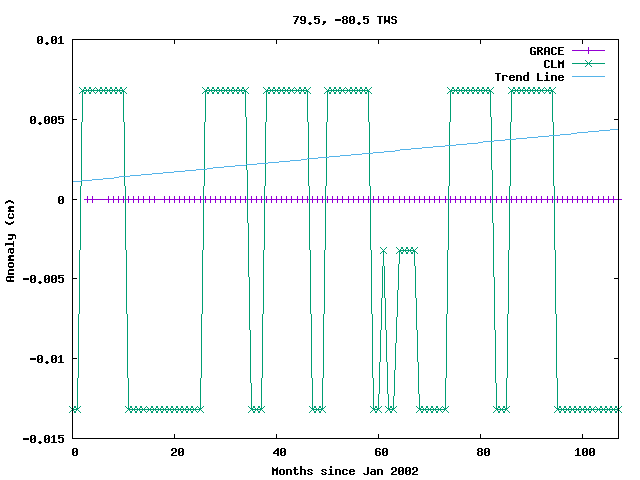 79.5, -80.5 TWS
0.01
GRACE
CLM
Trend Line
0.005
0
-0.005
-0.01
-0.015
Anomaly (cm)
0 20 40 60 80 100
Months since Jan 2002